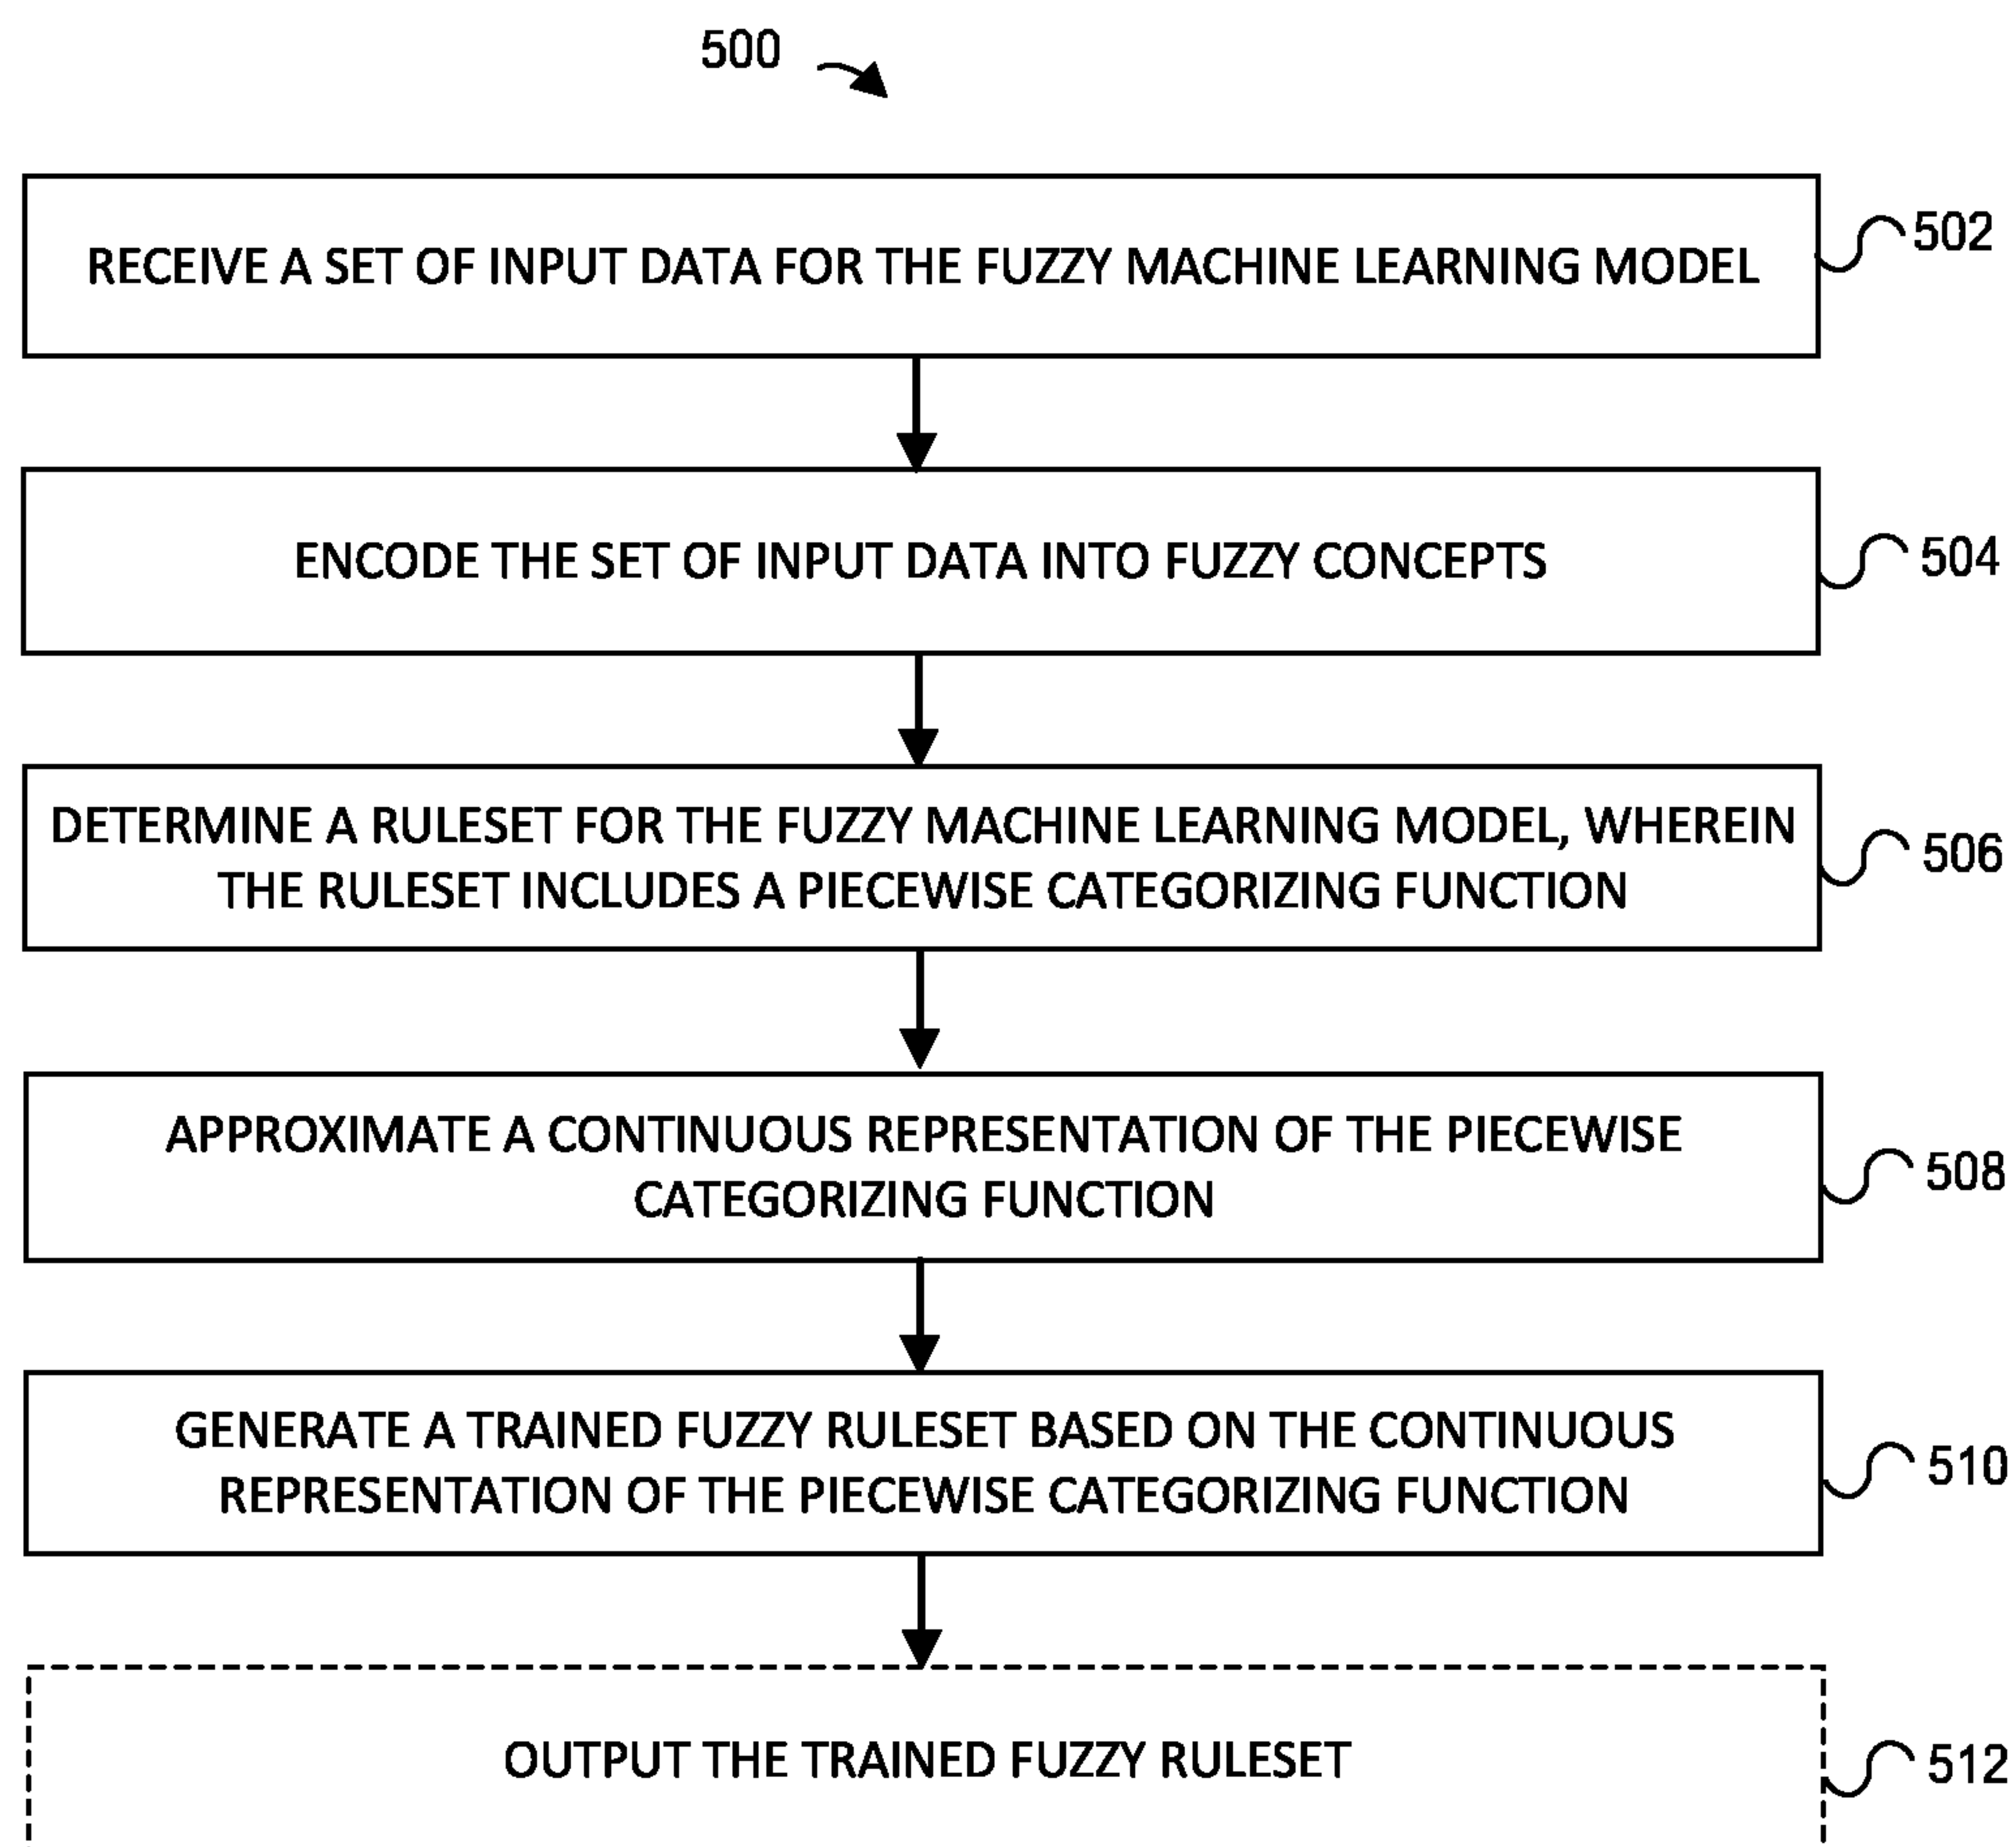 500
RECEIVE A SET OF INPUT DATA FOR THE FUZZY MACHINE LEARNING MODEL
502
ENCODE THE SET OF INPUT DATA INTO FUZZY CONCEPTS
504
DETERMINE A RULESET FOR THE FUZZY MACHINE LEARNING MODEL, WHEREIN
THE RULESET INCLUDES A PIECEWISE CATEGORIZING FUNCTION
506
APPROXIMATE A CONTINUOUS REPRESENTATION OF THE PIECEWISE
CATEGORIZING FUNCTION
508
GENERATE A TRAINED FUZZY RULESET BASED ON THE CONTINUOUS
REPRESENTATION OF THE PIECEWISE CATEGORIZING FUNCTION
510
OUTPUT THE TRAINED FUZZY RULESET
512